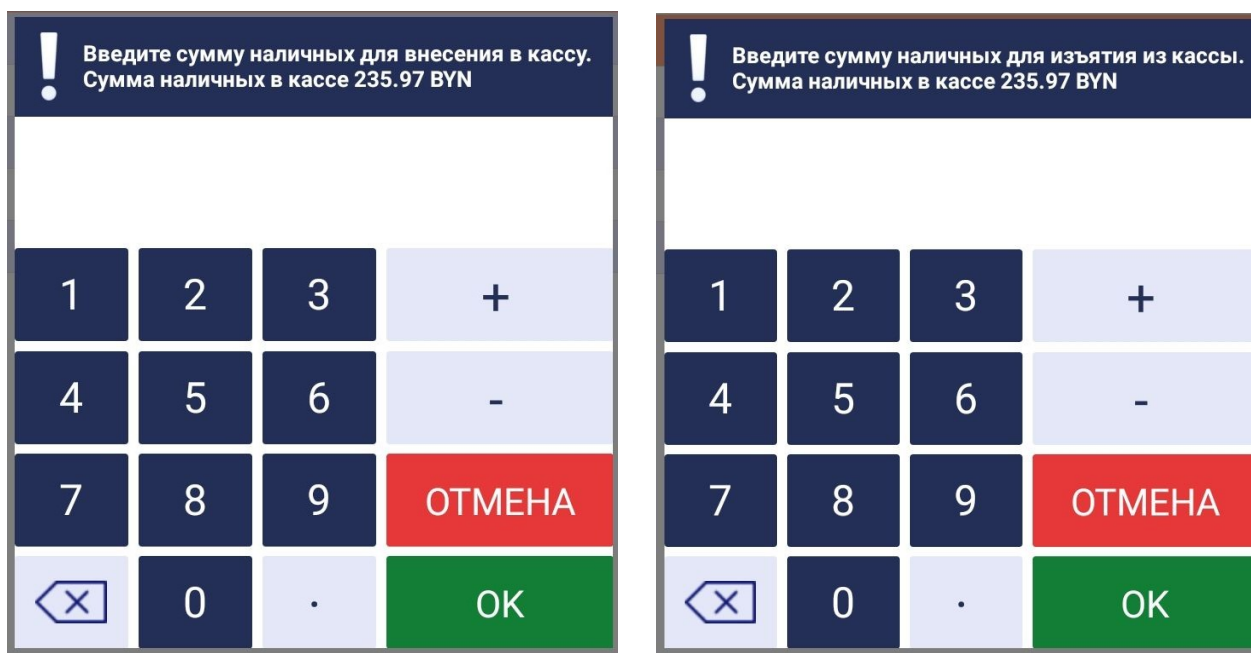 Введите сумму наличных для внесения в кассу.
Сумма наличных в кассе 235.97 BYN
1 2 3 +
4 5 6 -
7 8 9 ОТМЕНА
0 . OK
Введите сумму наличных для изъятия из кассы.
Сумма наличных в кассе 235.97 BYN
1 2 3 +
4 5 6 -
7 8 9 ОТМЕНА
0 . OK